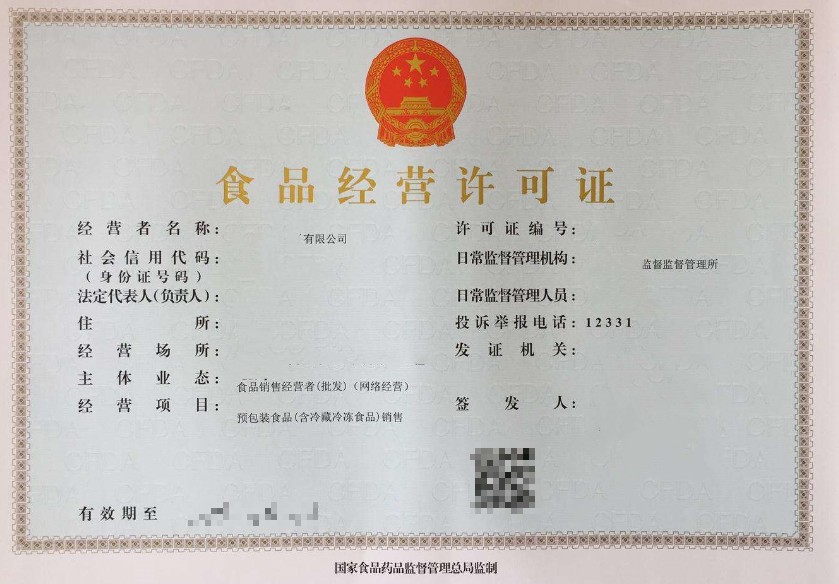 食品经营许可证
经营者名称： 有限公司
社会信用代码：
（身份证号码）
法定代表人(负责人)：
住所：
经营场所：
主体业态： 食品销售经营者(批发)（网络经营）
经营项目： 预包装食品(含冷藏冷冻食品)销售
有效期至
许可证编号：
日常监督管理机构： 监督监督管理所
日常监督管理人员：
投诉举报电话：12331
发证机关：
签发人：
国家食品药品监督管理总局监制
CFDA